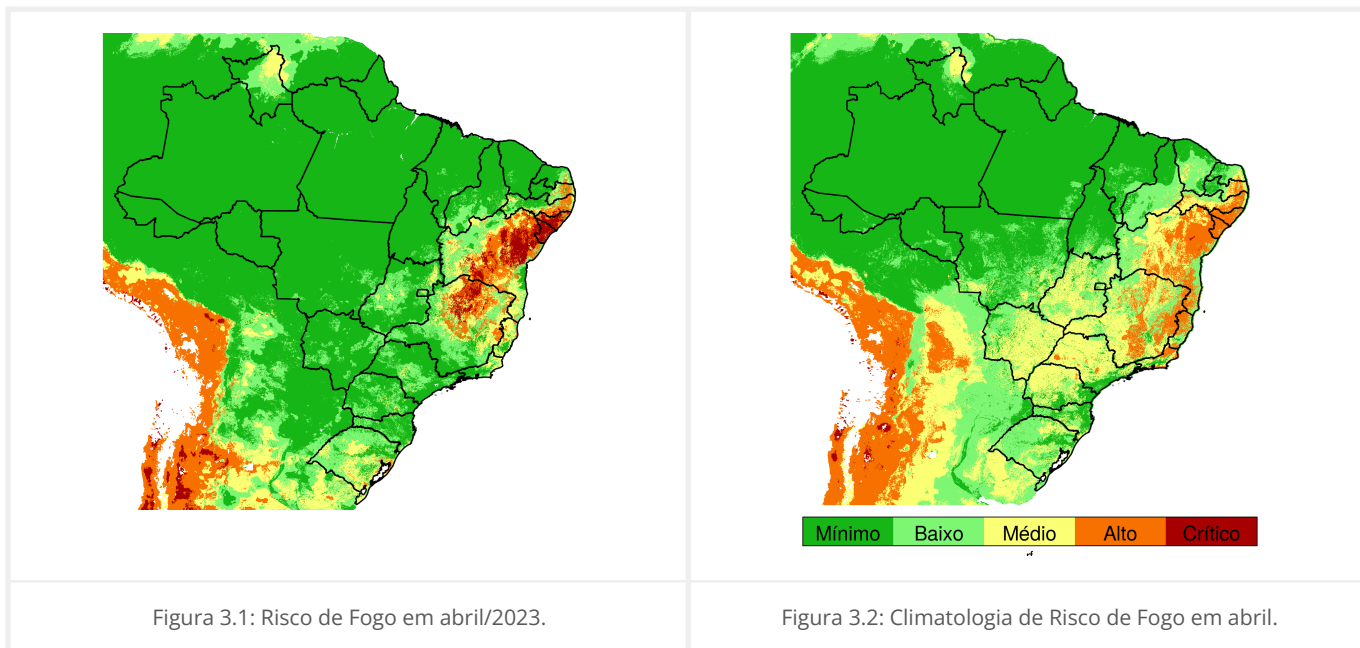 Mínimo Baixo Médio Alto Crítico
rf
Figura 3.1: Risco de Fogo em abril/2023.
Figura 3.2: Climatologia de Risco de Fogo em abril.